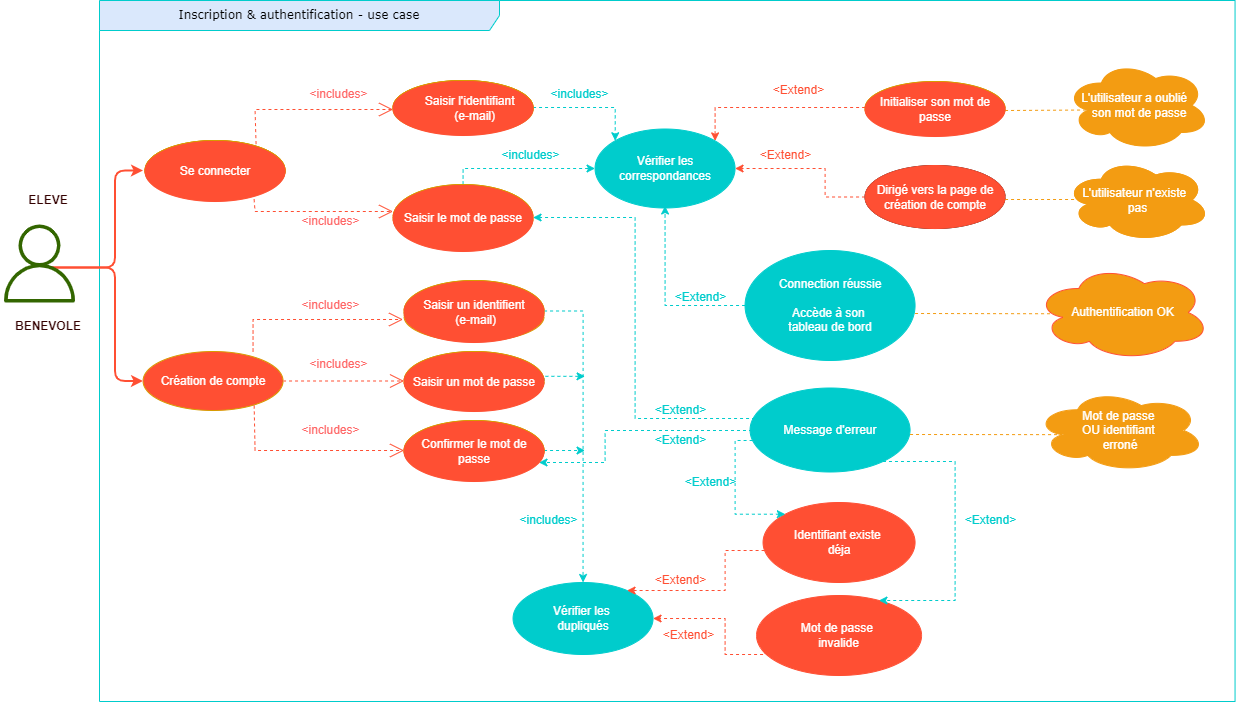 Inscription & authentification - use case
ELEVE
BENEVOLE
Se connecter
Création de compte
<includes>
<includes>
<includes>
<includes>
<includes>
Saisir l'identifiant
(e-mail)
Saisir le mot de passe
Saisir un identifient
(e-mail)
Saisir un mot de passe
Confirmer le mot de
passe
<includes>
<includes>
<includes>
Vérifier les
correspondances
Vérifier les
dupliqués
<Extend>
<Extend>
<Extend>
<Extend>
<Extend>
<Extend>
<Extend>
<Extend>
<Extend>
Initialiser son mot de
passe
Dirigé vers la page de
création de compte
Connection réussie
Accède à son
tableau de bord
Message d'erreur
Identifiant existe
déja
Mot de passe
invalide
L'utilisateur a oublié
son mot de passe
L'utilisateur n'existe
pas
Authentification OK
Mot de passe
OU identifiant
erroné